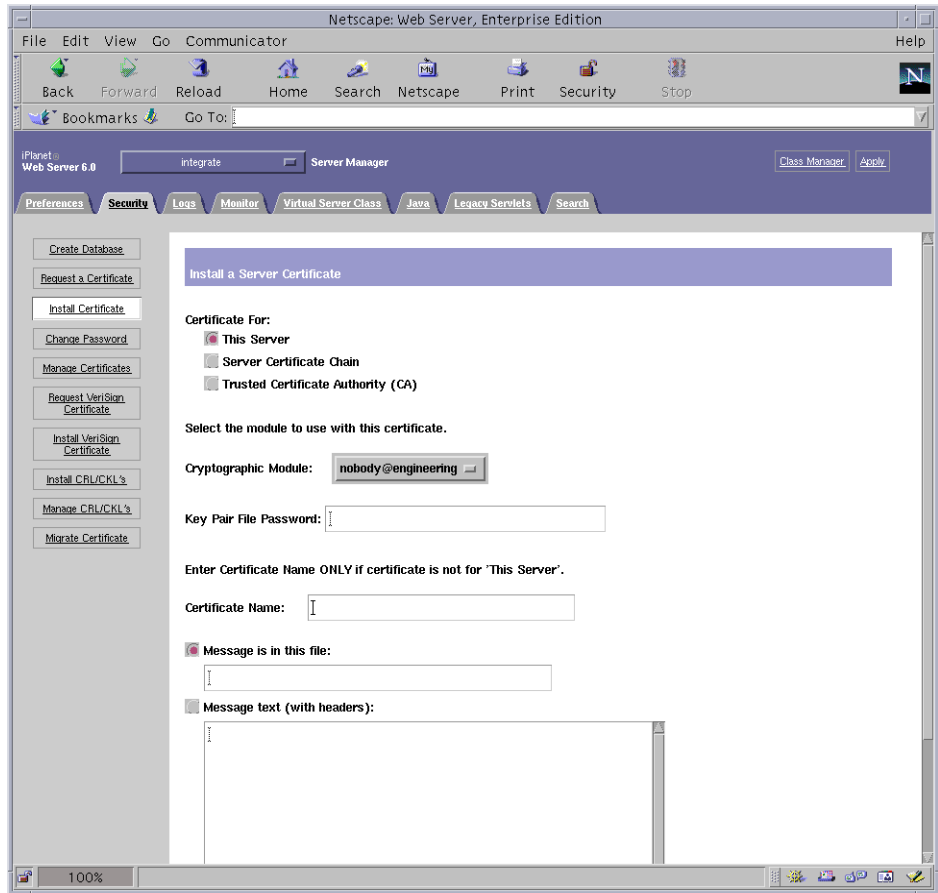 Netscape: Web Server, Enterprise Edition
File Edit View Go Communicator Help
Back Forward Reload Home Search Netscape Print Security Stop
My
N
Bookmarks Go To:
iPlanet
Web Server 6.0
integrate
Server Manager
Class Manager Apply
Preferences Security Logs Monitor Virtual Server Class Java Legacy Servlets Search
Create Database
Request a Certificate
Install Certificate
Change Password
Manage Certificates
Request VeriSign
Certificate
Install VeriSign
Certificate
Install CRL/CKL's
Manage CRL/CKL's
Migrate Certificate
Install a Server Certificate
Certificate For:
This Server
Server Certificate Chain
Trusted Certificate Authority (CA)
Select the module to use with this certificate.
Cryptographic Module: nobody@engineering
Key Pair File Password:
Enter Certificate Name ONLY if certificate is not for 'This Server'.
Certificate Name:
Message is in this file:
Message text (with headers):
100%